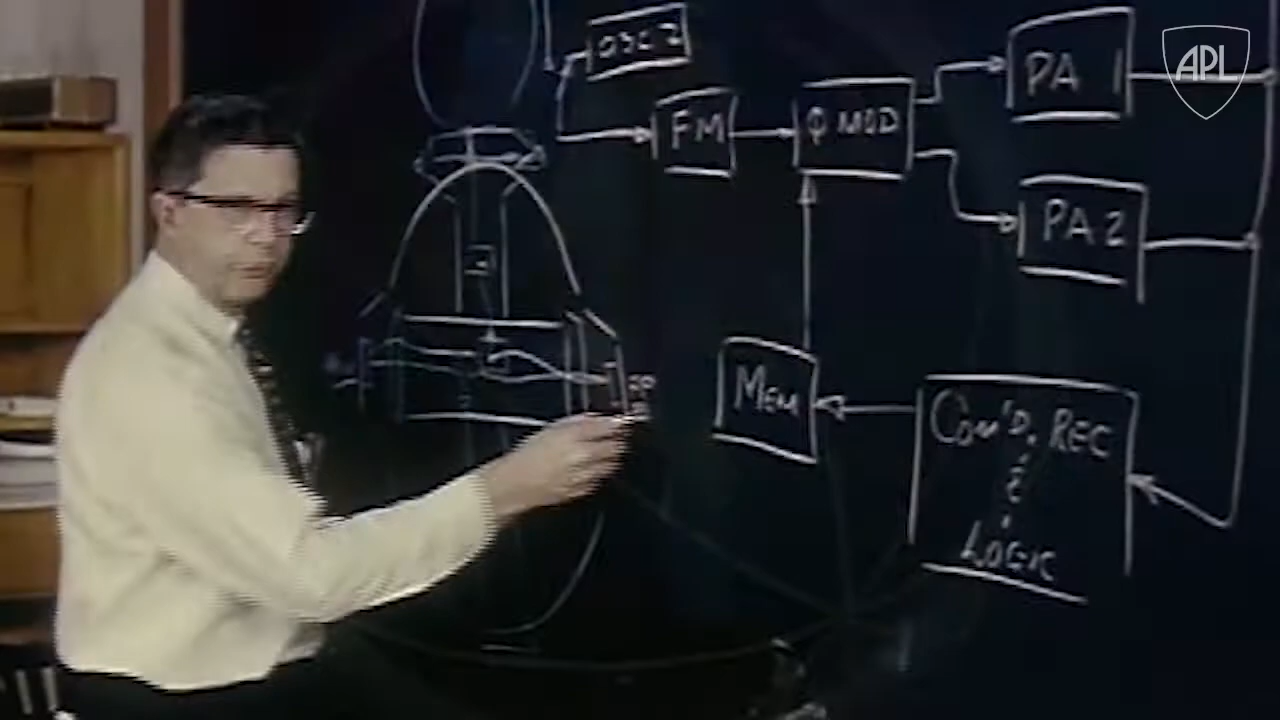 OSC 2
PA 1
APL
FM
Φ MOD
PA 2
MEM
COM'D. REC
&
LOGIC